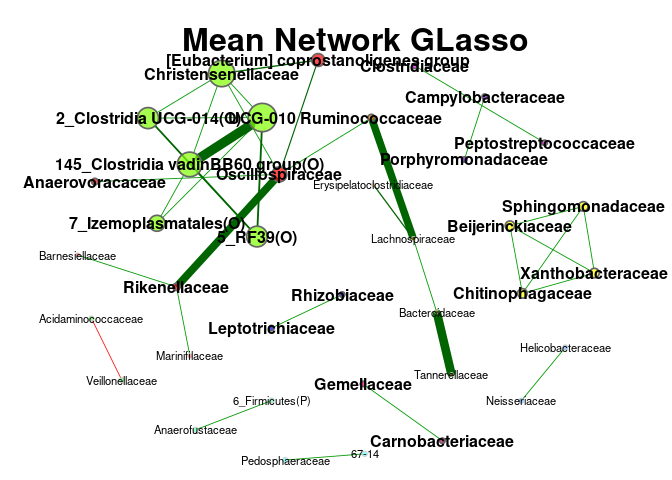 Mean Network GLasso
[Eubacterium] coprostanoligenes group
Clostridiaceae
Christensenellaceae
Campylobacteraceae
2_Clostridia UCG-014(O)
UCG-010
Ruminococcaceae
Peptostreptococcaceae
Porphyromonadaceae
145_Clostridia vadinBB60 group(O)
Oscillospiraceae
Anaerovoracaceae
Erysipelatoclostridiaceae
Sphingomonadaceae
7_Izemoplasmatales(O)
Beijerinckiaceae
5_RF39(O)
Lachnospiraceae
Barnesiellaceae
Xanthobacteraceae
Rikenellaceae
Rhizobiaceae
Chitinophagaceae
Acidaminococcaceae
Leptotrichiaceae
Bacteroidaceae
Helicobacteraceae
Marinifilaceae
Veillonellaceae
Gemellaceae
Tannerellaceae
6_Firmicutes(P)
Neisseriaceae
Anaerofustaceae
Carnobacteriaceae
67-14
Pedosphaeraceae